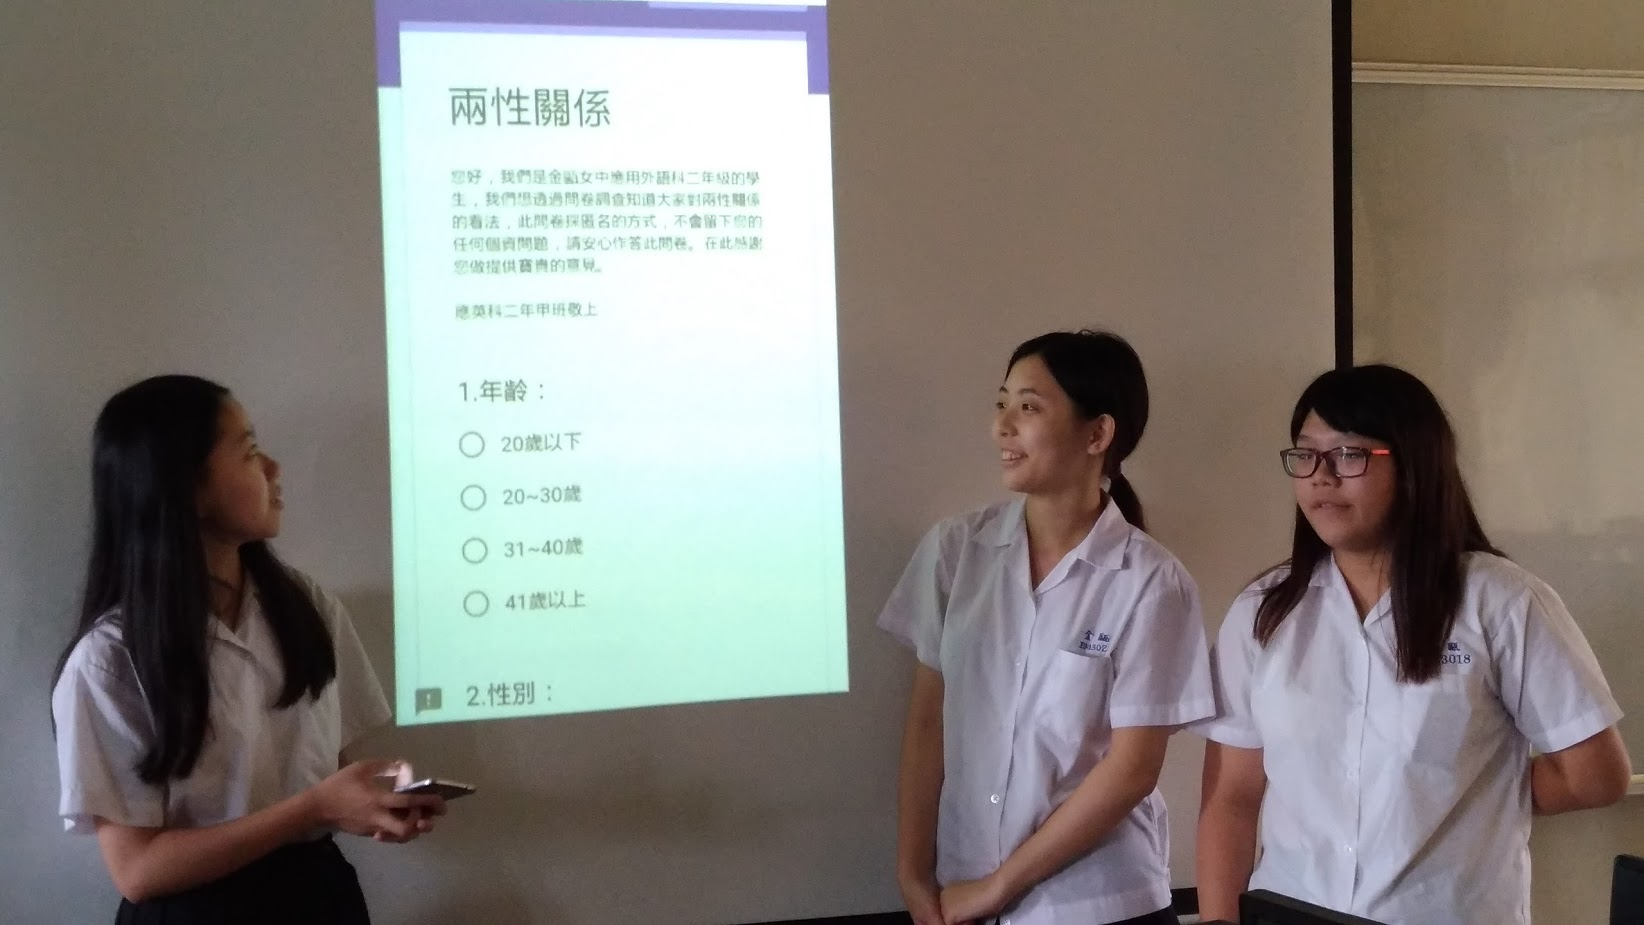 兩性關係
您好，我們是金甌女中應用外語科二年級的學
生，我們想透過問卷調查知道大家對兩性關係
的看法，此問卷採匿名的方式，不會留下您的
任何個資問題，請安心作答此問卷。在此感謝
您做提供寶貴的意見。
應英科二年甲班敬上
1.年齡：
20歲以下
20~30歲
31~40歲
41歲以上
2.性別：
金甌
甌
3018